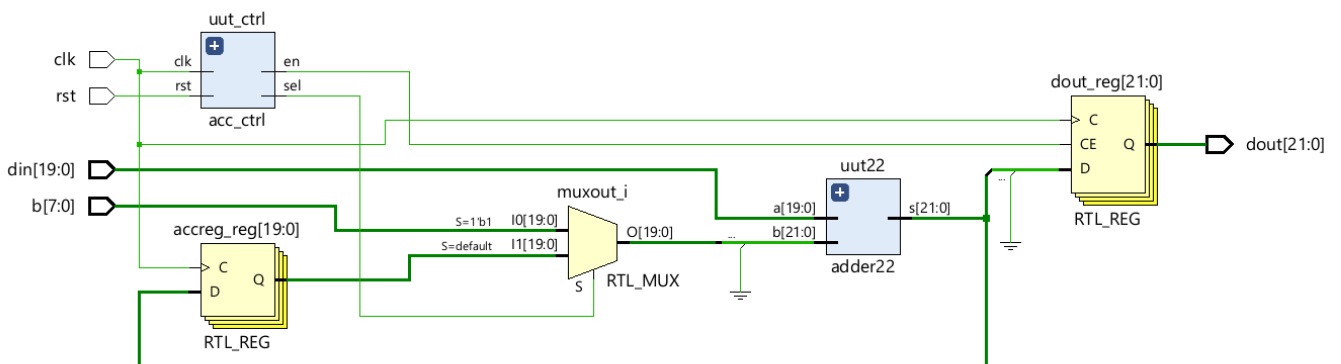 uut_ctrl
clk
clk
en
rst
rst
sel
acc_ctrl
dout_reg[21:0]
C
CE
Q
dout[21:0]
D
...
RTL_REG
din[19:0]
b[7:0]
muxout_i
uut22
S=1'b1
I0[19:0]
a[19:0]
s[21:0]
accreg_reg[19:0]
S=default
I1[19:0]
O[19:0]
...
b[21:0]
adder22
C
D
Q
S
RTL_MUX
RTL_REG